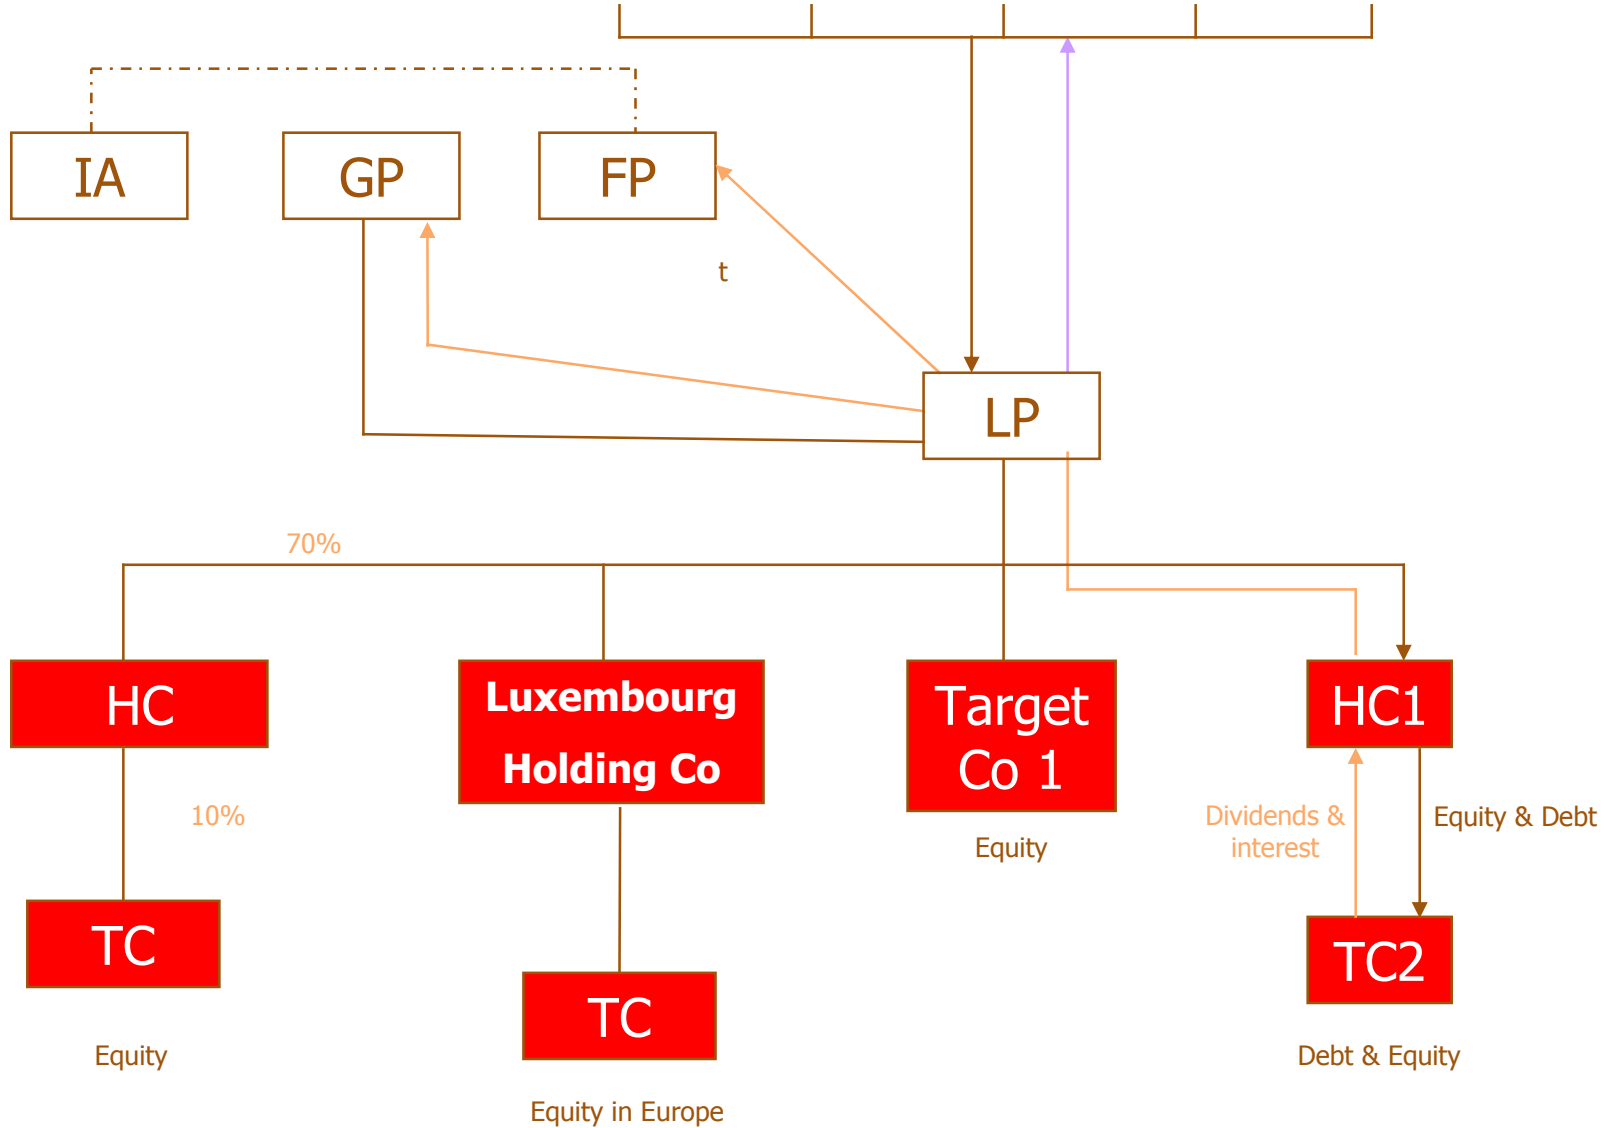 IA
GP
FP
t
LP
70%
HC
Luxembourg
Holding Co
Target
Co 1
HC1
10%
Dividends &
interest
Equity & Debt
Equity
TC
TC
TC2
Equity
Equity in Europe
Debt & Equity